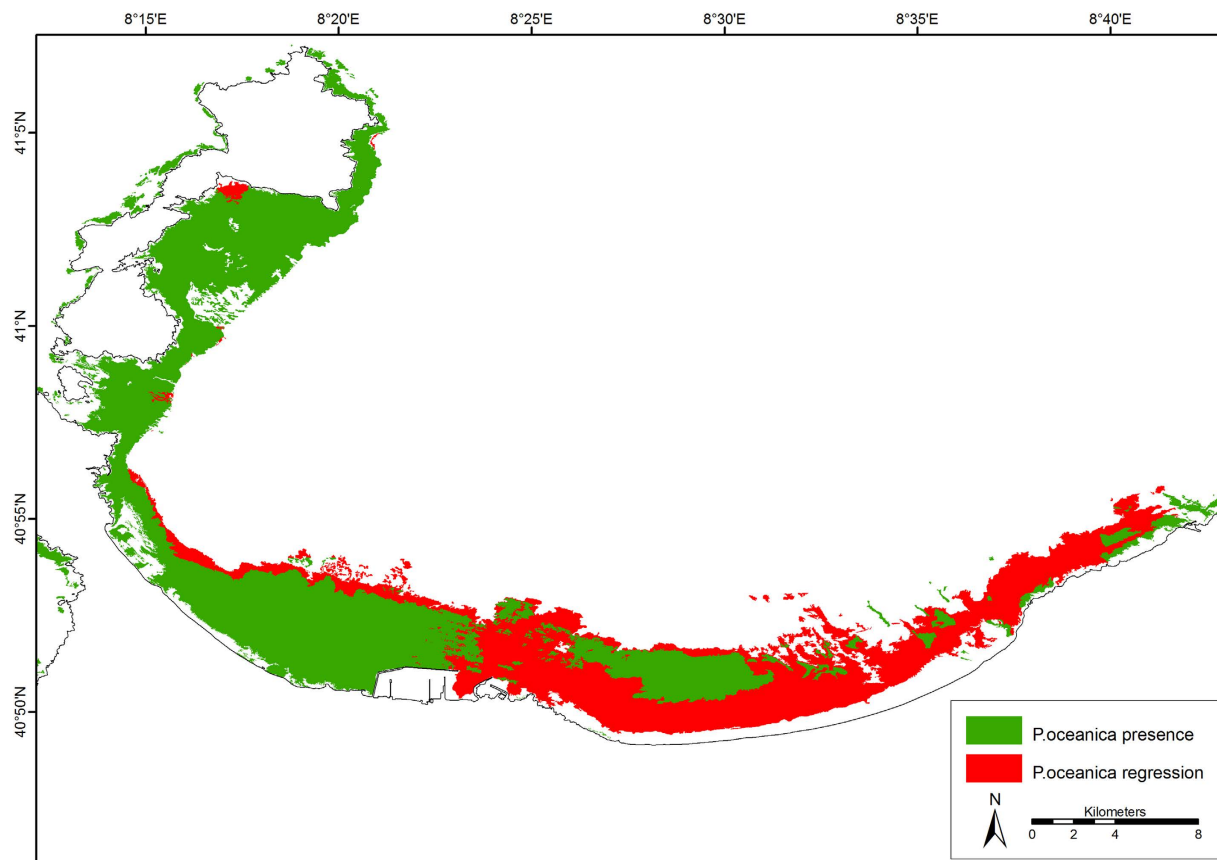 8°15'E 8°20'E 8°25'E 8°30'E 8°35'E 8°40'E
41°5'N
41°N
40°55'N
40°50'N
P.oceanica presence
P.oceanica regression
N
Kilometers
0 2 4 8